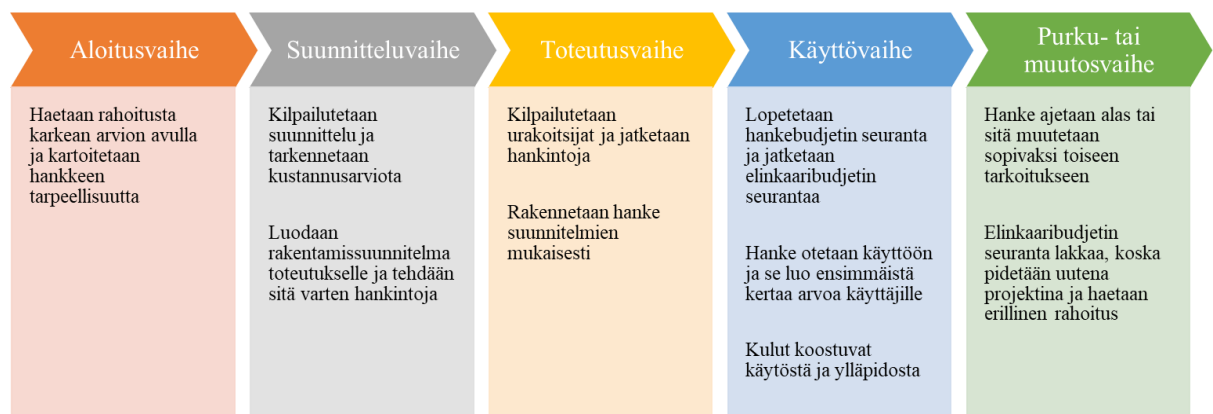 Aloitusvaihe
Haetaan rahoitusta
karkean arvion avulla
ja kartoitetaan
hankkeen
tarpeellisuutta
Suunnitteluvaihe
Kilpailutetaan
suunnittelu ja
tarkennetaan
kustannusarviota
Luodaan
rakentamissuunnitelma
toteutukselle ja tehdään
sitä varten hankintoja
Toteutusvaihe
Kilpailutetaan
urakoitsijat ja jatketaan
hankintoja
Rakennetaan hanke
suunnitelmien
mukaisesti
Käyttövaihe
Lopetetaan
hankebudjetin seuranta
ja jatketaan
elinkaaribudjetin
seurantaa
Hanke otetaan käyttöön
ja se luo ensimmäistä
kertaa arvoa käyttäjille
Kulut koostuvat
käytöstä ja ylläpidosta
Purku- tai
muutosvaihe
Hanke ajetaan alas tai
sitä muutetaan
sopivaksi toiseen
tarkoitukseen
Elinkaaribudjetin
seuranta lakkaa, koska
pidetään uutena
projektina ja haetaan
erillinen rahoitus